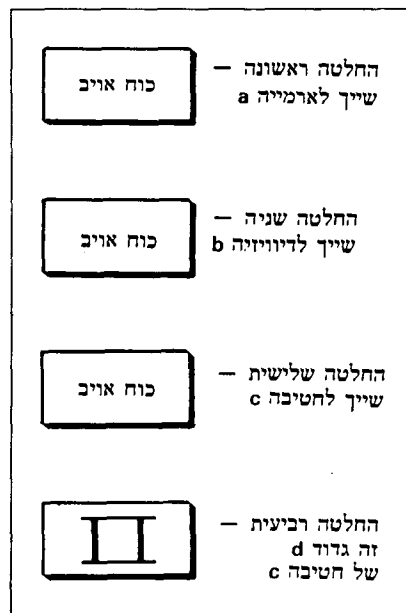 החלטה ראשונה —
שייך לארמייה a
כוח אויב
החלטה שניה —
שייך לדיוויזיה b
כוח אויב
החלטה שלישית —
שייך לחטיבה c
כוח אויב
החלטה רביעית —
זה גדוד d
של חטיבה c
II